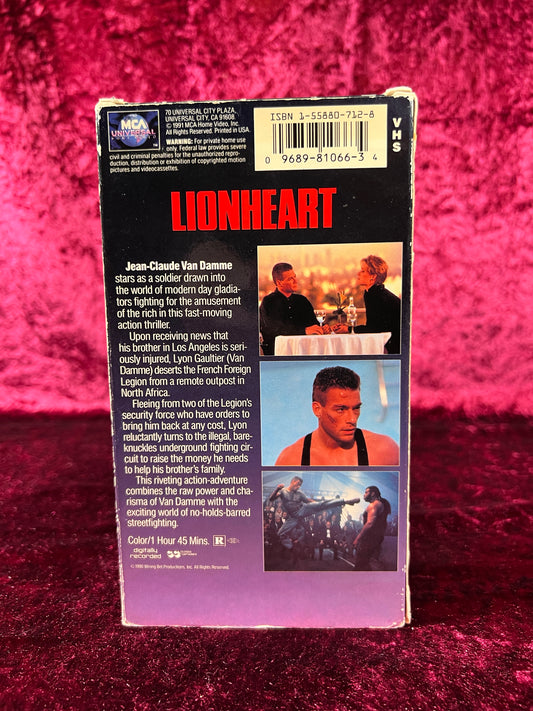 MCA
UNIVERSAL
70 UNIVERSAL CITY PLAZA,
UNIVERSAL CITY, CA 91608.
© 1991 MCA Home Video, Inc.
All Rights Reserved. Printed in USA.
WARNING: For private home use
only. Federal law provides severe
civil and criminal penalties for the unauthorized repro-
duction, distribution or exhibition of copyrighted motion
pictures and videocassettes.
ISBN 1-55880-712-8
0 9689-81066-3 4
VHS
LIONHEART
Jean-Claude Van Damme
stars as a soldier drawn into
the world of modern day gladia-
tors fighting for the amusement
of the rich in this fast-moving
action thriller.
Upon receiving news that
his brother in Los Angeles is seri-
ously injured, Lyon Gaultier (Van
Damme) deserts the French Foreign
Legion from a remote outpost in
North Africa.
Fleeing from two of the Legion's
security force who have orders to
bring him back at any cost, Lyon
reluctantly turns to the illegal, bare-
knuckles underground fighting cir-
cuit to raise the money he needs
to help his brother's family.
This riveting action-adventure
combines the raw power and cha-
risma of Van Damme with the
exciting world of no-holds-barred
streetfighting.
Color/1 Hour 45 Mins. R
digitally
recorded
© 1990 Wrong Bet Productions, Inc. All Rights Reserved.